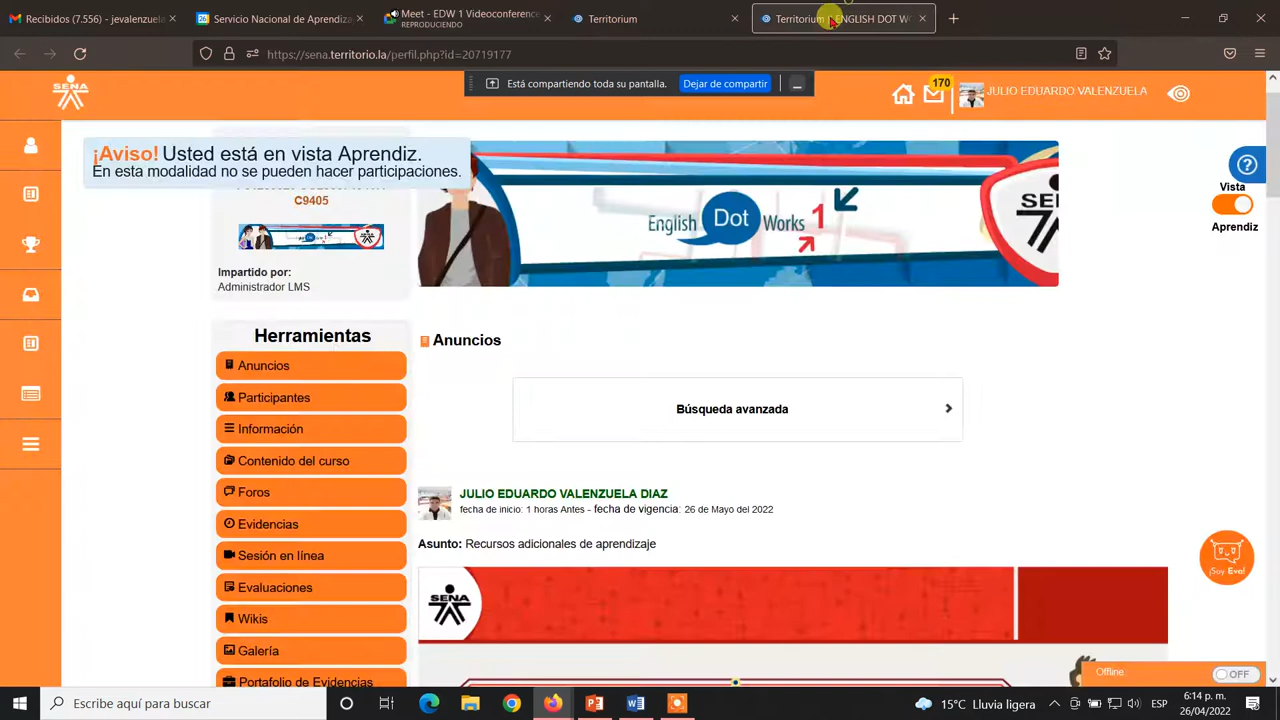 Recibidos (7.556) - jevalenzuela
Servicio Nacional de Aprendiza
Meet - EDW 1 Videoconference
REPRODUCIENDO
Territorium
Territorium | ENGLISH DOT W
https://sena.territorio.la/perfil.php?id=20719177
SENA
Está compartiendo toda su pantalla.
Dejar de compartir
170
JULIO EDUARDO VALENZUELA
¡Aviso! Usted está en vista Aprendiz.
En esta modalidad no se pueden hacer participaciones.
C9405
English Dot Works 1
Vista
Aprendiz
Impartido por:
Administrador LMS
Herramientas
Anuncios
Participantes
Información
Contenido del curso
Foros
Evidencias
Sesión en línea
Evaluaciones
Wikis
Galería
Portafolio de Evidencias
Anuncios
Búsqueda avanzada
JULIO EDUARDO VALENZUELA DIAZ
fecha de inicio: 1 horas Antes - fecha de vigencia: 26 de Mayo del 2022
Asunto: Recursos adicionales de aprendizaje
SENA
¡Soy Evo!
Offline
OFF
Escribe aquí para buscar
15°C Lluvia ligera
ESP
6:14 p. m.
26/04/2022